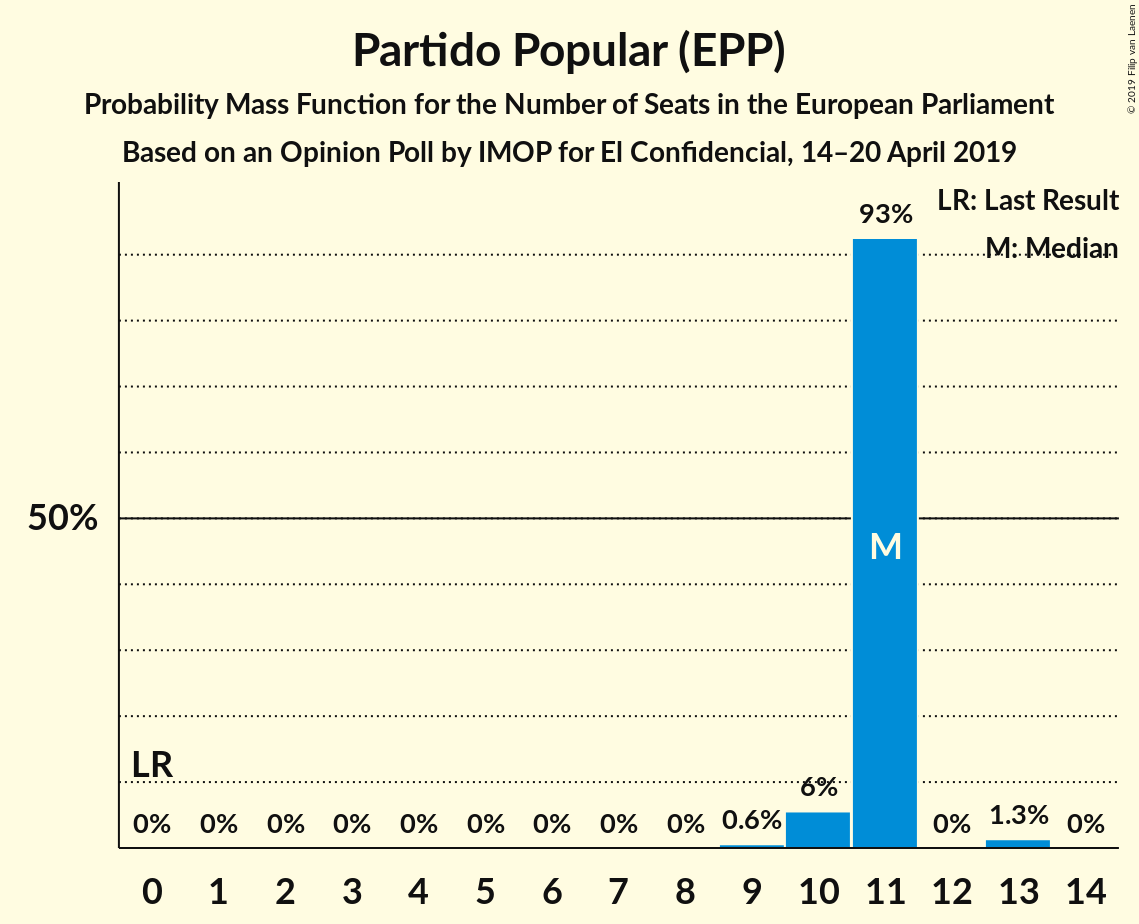 Partido Popular (EPP)
Probability Mass Function for the Number of Seats in the European Parliament
Based on an Opinion Poll by IMOP for El Confidencial, 14–20 April 2019
© 2019 Filip van Laenen
LR: Last Result
M: Median
93%
50%
M
LR
0% 0% 0% 0% 0% 0% 0% 0% 0% 0.6% 6% 0% 1.3% 0%
0 1 2 3 4 5 6 7 8 9 10 11 12 13 14